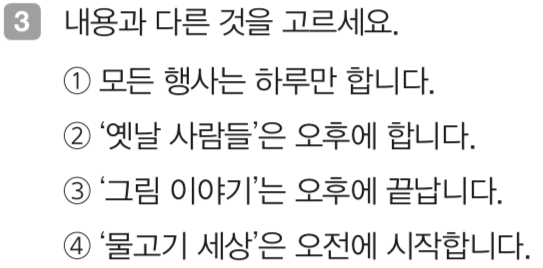 3 내용과 다른 것을 고르세요.
① 모든 행사는 하루만 합니다.
② ‘옛날 사람들’은 오후에 합니다.
③ ‘그림 이야기’는 오후에 끝납니다.
④ ‘물고기 세상’은 오전에 시작합니다.